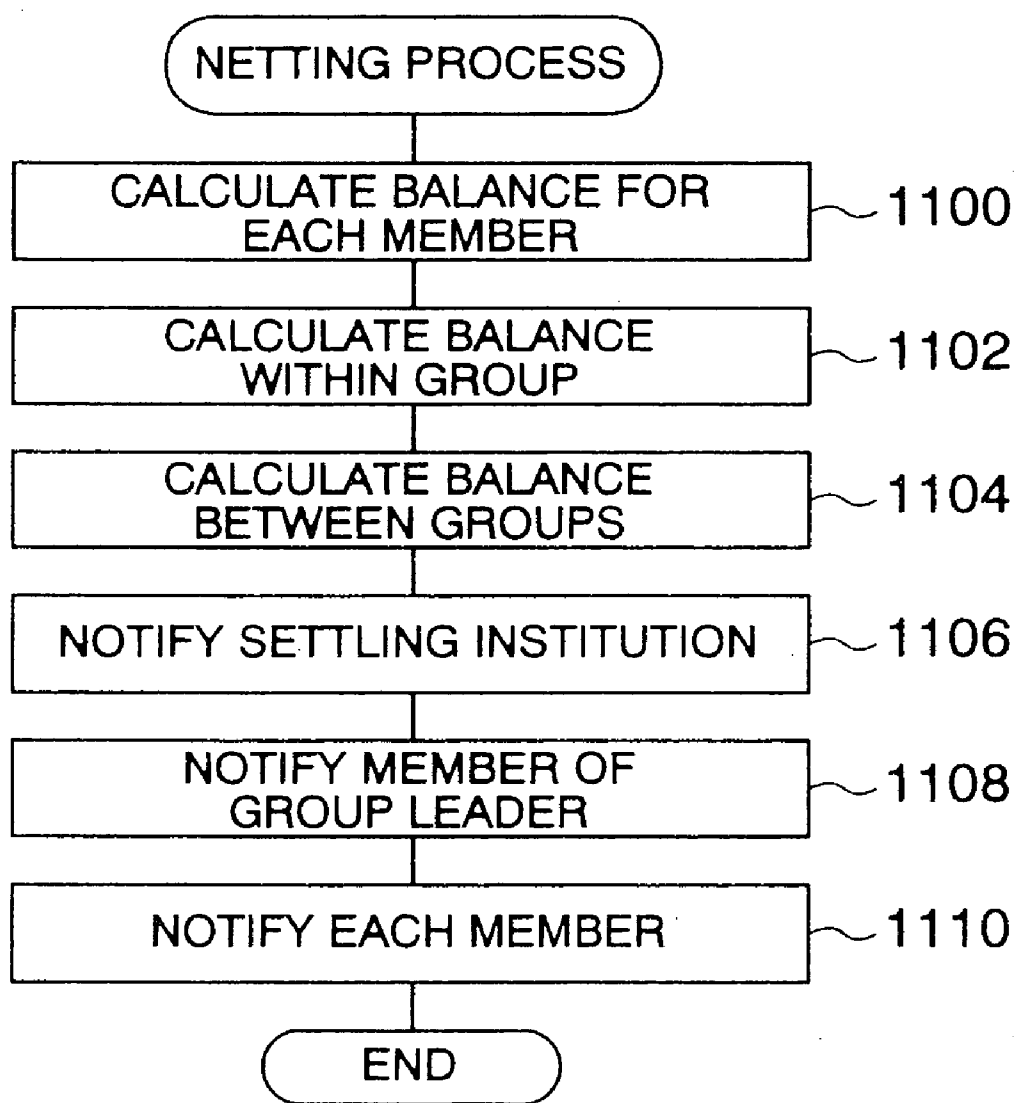 NETTING PROCESS
CALCULATE BALANCE FOR
EACH MEMBER
1100
CALCULATE BALANCE
WITHIN GROUP
1102
CALCULATE BALANCE
BETWEEN GROUPS
1104
NOTIFY SETTLING INSTITUTION
1106
NOTIFY MEMBER OF
GROUP LEADER
1108
NOTIFY EACH MEMBER
1110
END